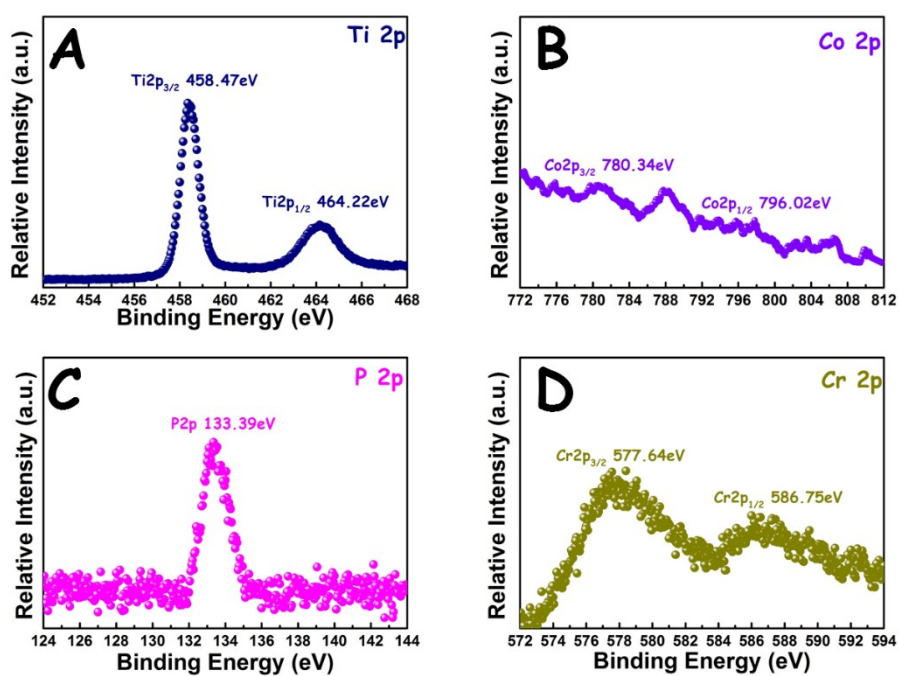 A
Ti 2p
Ti2p3/2 458.47eV
Ti2p1/2 464.22eV
Relative Intensity (a.u.)
452 454 456 458 460 462 464 466 468
Binding Energy (eV)
B
Co 2p
Co2p3/2 780.34eV
Co2p1/2 796.02eV
Relative Intensity (a.u.)
772 776 780 784 788 792 796 800 804 808 812
Binding Energy (eV)
C
P 2p
P2p 133.39eV
Relative Intensity (a.u.)
124 126 128 130 132 134 136 138 140 142 144
Binding Energy (eV)
D
Cr 2p
Cr2p3/2 577.64eV
Cr2p1/2 586.75eV
Relative Intensity (a.u.)
572 574 576 578 580 582 584 586 588 590 592 594
Binding Energy (eV)